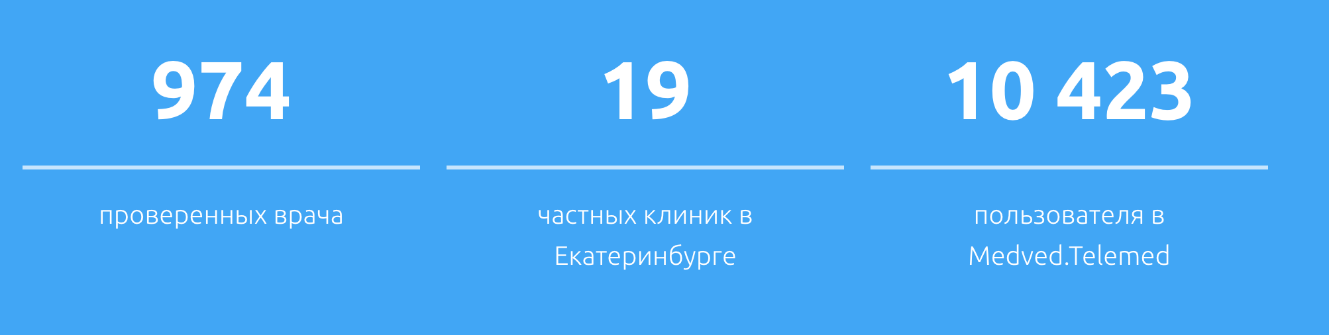 974
проверенных врача
19
частных клиник в
Екатеринбурге
10 423
пользователя в
Medved.Telemed